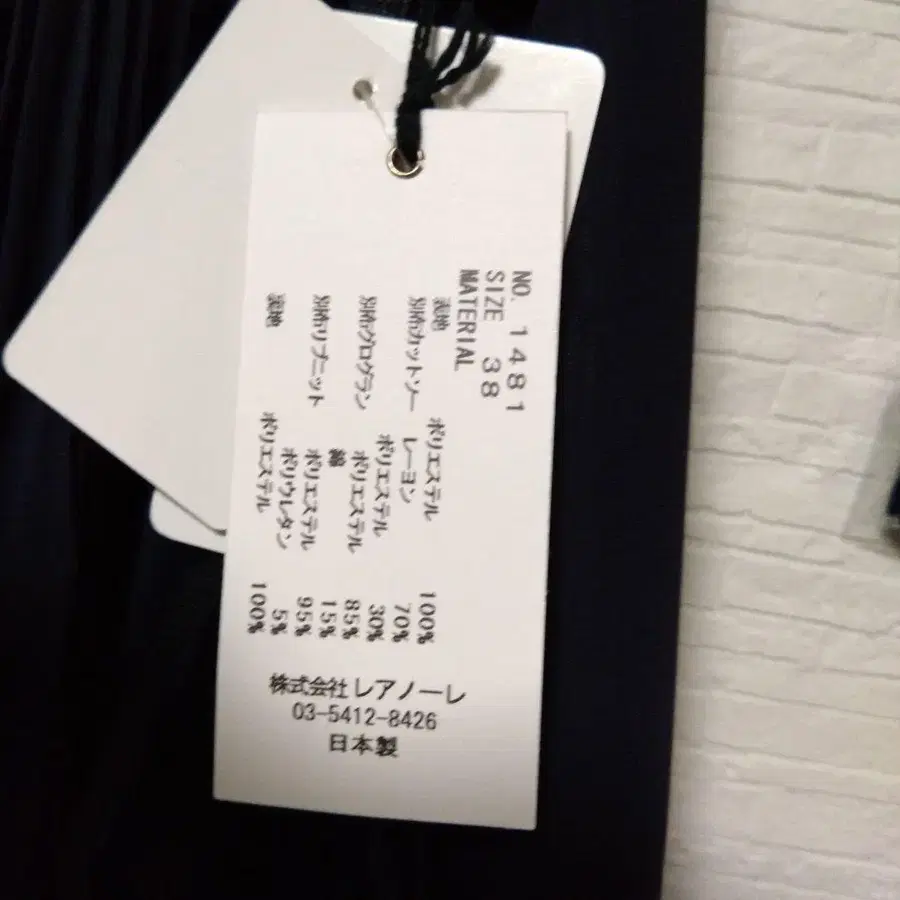 NO. 1481
SIZE 38
MATERIAL
表地 ポリエステル 100%
別布カットソー レーヨン 70%
ポリエステル 30%
別布グログラン ポリエステル 85%
綿 15%
別布リブニット ポリエステル 95%
ポリウレタン 5%
裏地 ポリエステル 100%
株式会社レアノーレ
03-5412-8426
日本製